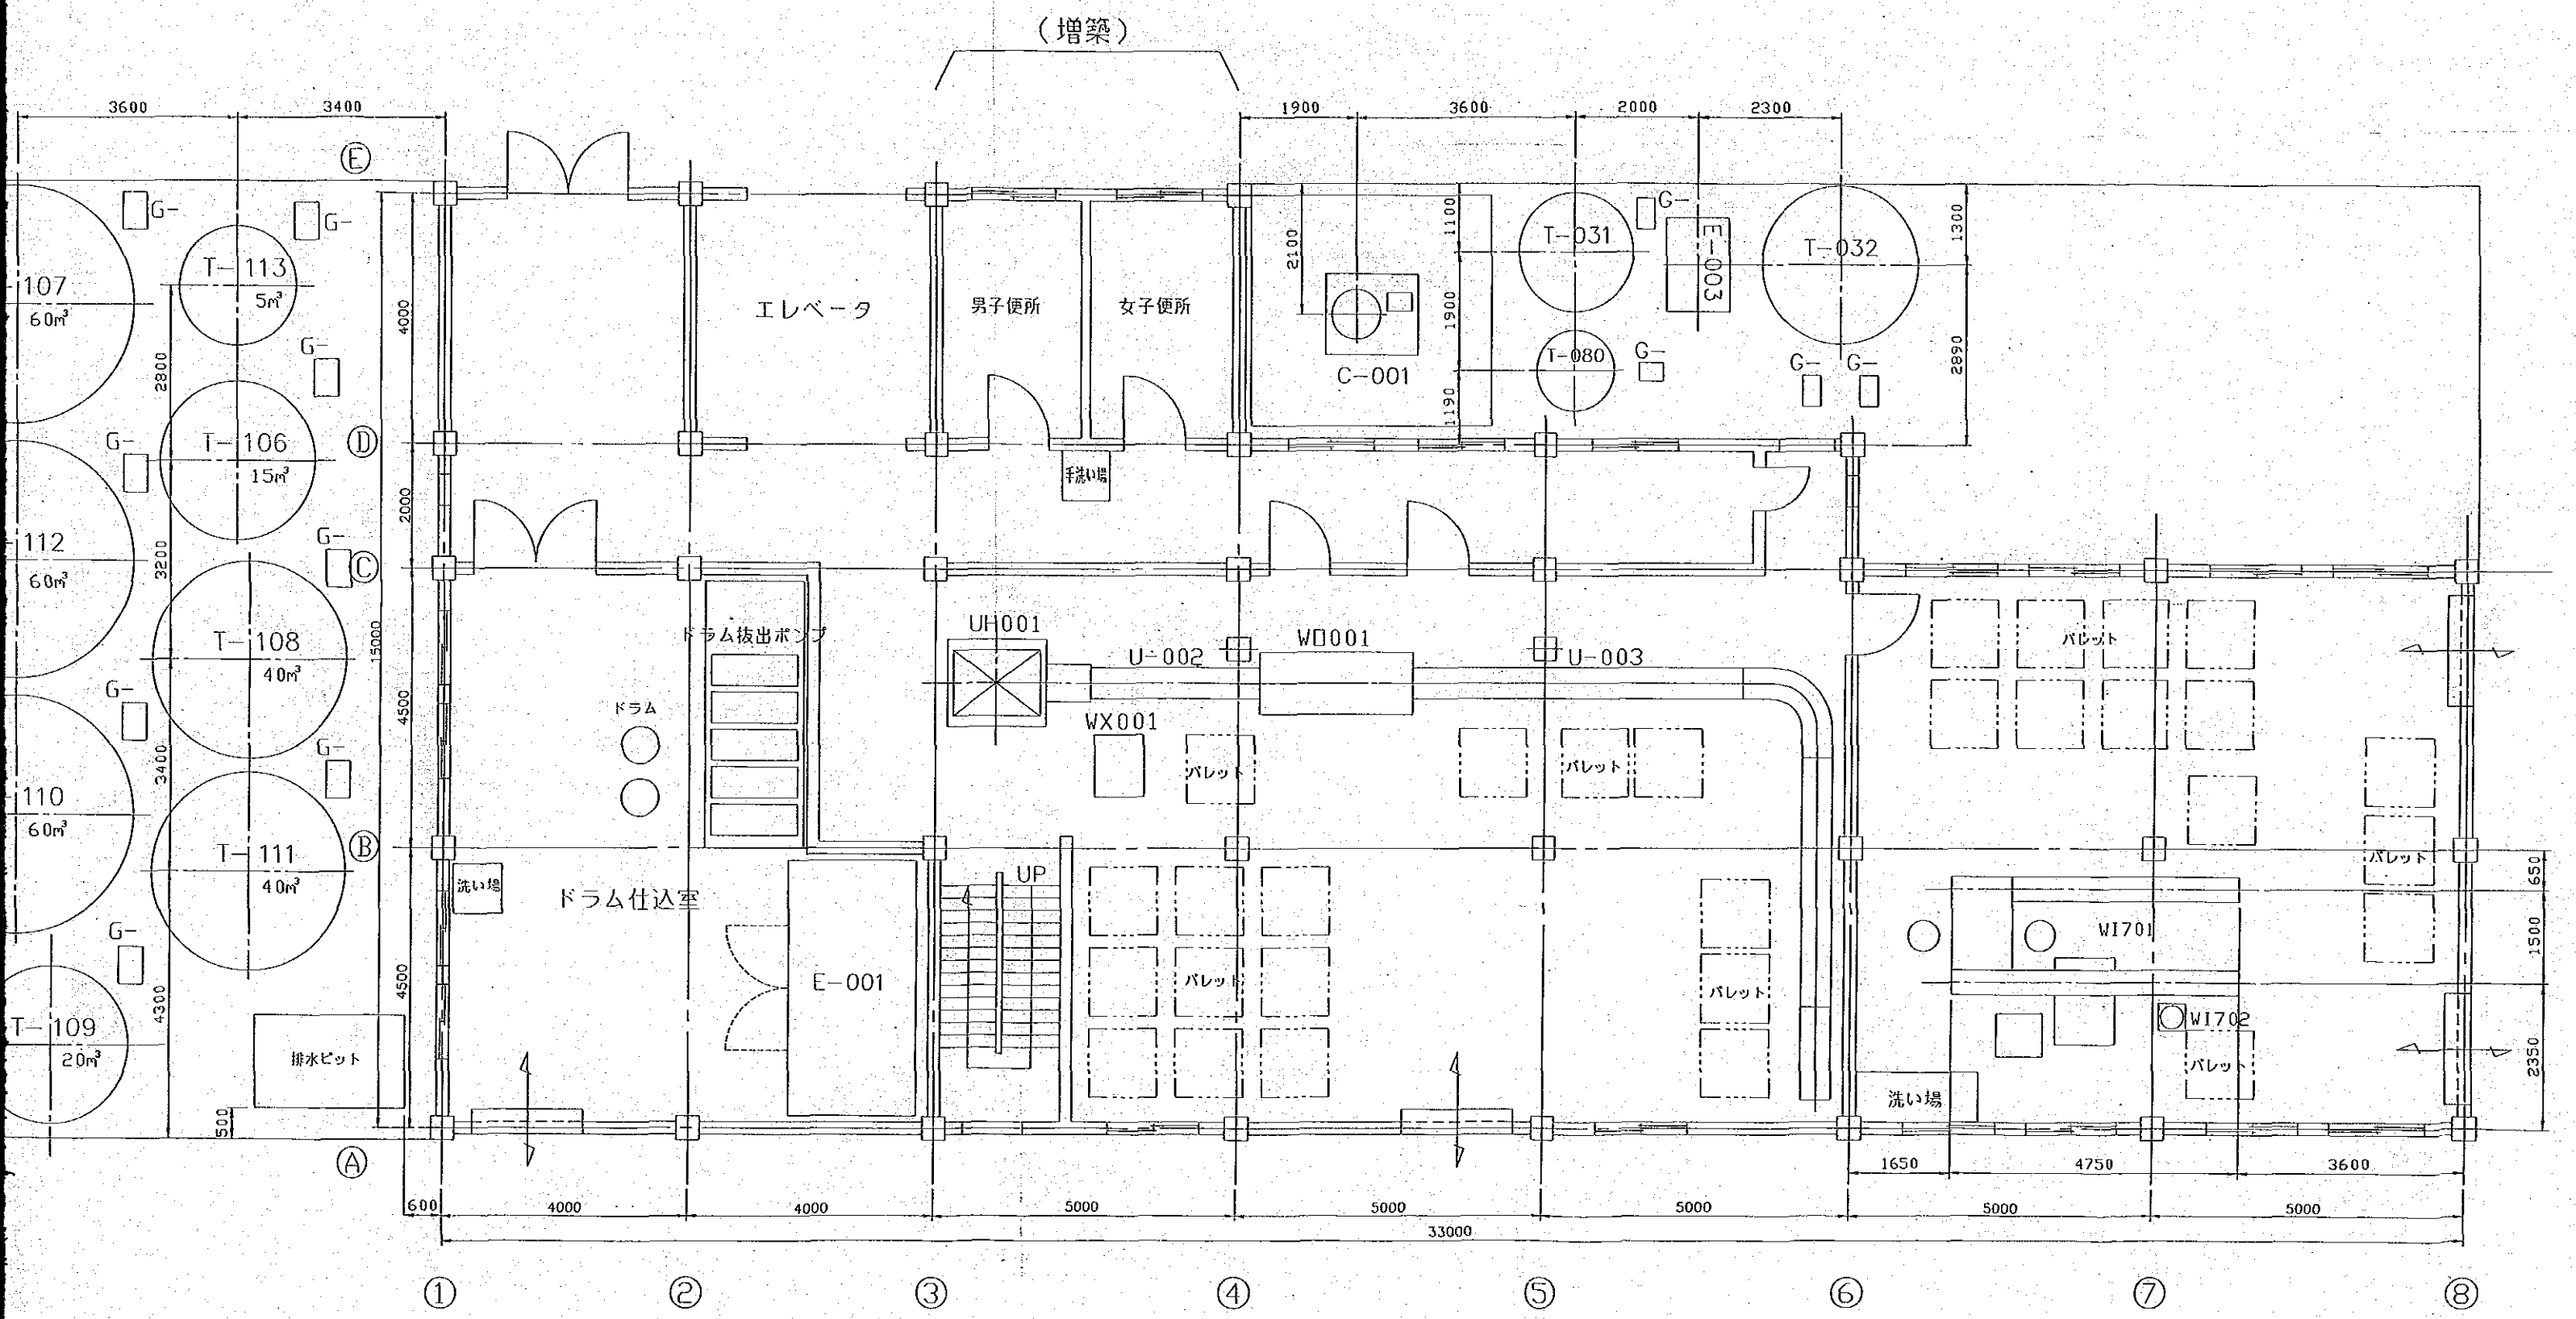 (増築)
3600
3400
1900
3600
2000
2300
Ⓔ
G-
G-
G-
T-031
E-003
T-032
1100
1300
2100
T-113
5㎥
107
60㎥
エレベータ
男子便所
女子便所
4000
1900
G-
2800
T-080
G-
G-
G-
C-001
2890
1190
T-106
15㎥
G-
Ⓓ
手洗い場
2000
112
60㎥
3200
G-
Ⓒ
T-108
40㎥
15000
ドラム抜出ポンプ
UH001
U-002
WO001
U-003
パレット
G-
4500
ドラム
WX001
パレット
パレット
3400
G-
110
60㎥
T-111
40㎥
Ⓑ
洗い場
ドラム仕込室
UP
パレット
650
G-
WI701
1500
E-001
パレット
パレット
4500
4300
T-109
20㎥
排水ピット
WI702
パレット
2350
洗い場
500
Ⓐ
1650
4750
3600
600
4000
4000
5000
5000
5000
5000
5000
33000
①
②
③
④
⑤
⑥
⑦
⑧